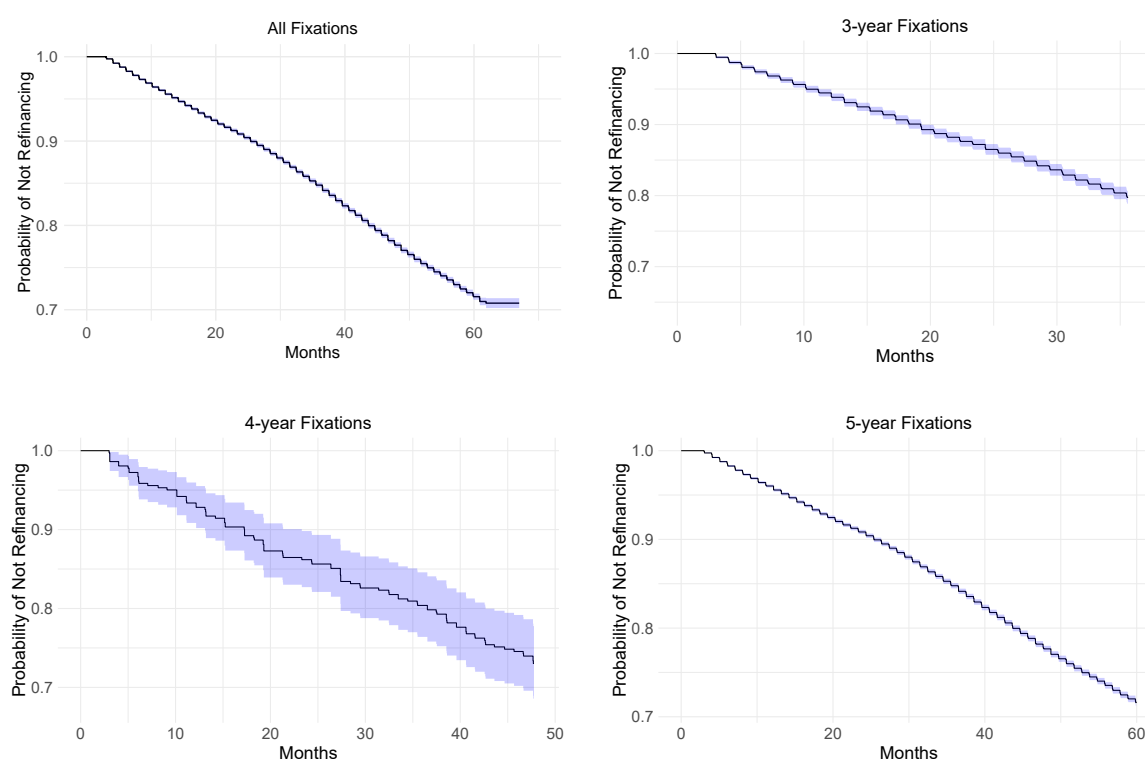 All Fixations
Probability of Not Refinancing
1.0
0.9
0.8
0.7
0 20 40 60
Months
3-year Fixations
Probability of Not Refinancing
1.0
0.9
0.8
0.7
0 10 20 30
Months
4-year Fixations
Probability of Not Refinancing
1.0
0.9
0.8
0.7
0 10 20 30 40 50
Months
5-year Fixations
Probability of Not Refinancing
1.0
0.9
0.8
0.7
0 20 40 60
Months